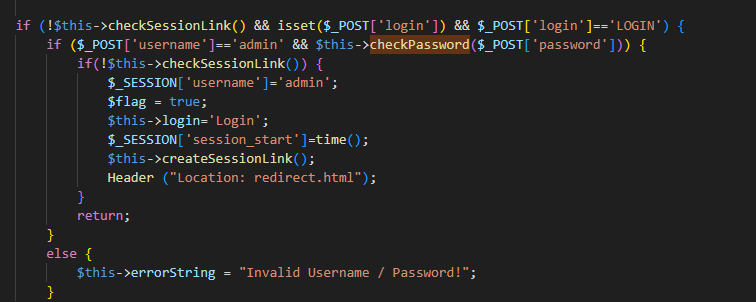 if (!$this->checkSessionLink() && isset($_POST['login']) && $_POST['login']=='LOGIN') {
if ($_POST['username']=='admin' && $this->checkPassword($_POST['password'])) {
if(!$this->checkSessionLink()) {
$_SESSION['username']='admin';
$flag = true;
$this->login='Login';
$_SESSION['session_start']=time();
$this->createSessionLink();
Header ("Location: redirect.html");
}
return;
}
else {
$this->errorString = "Invalid Username / Password!";
}